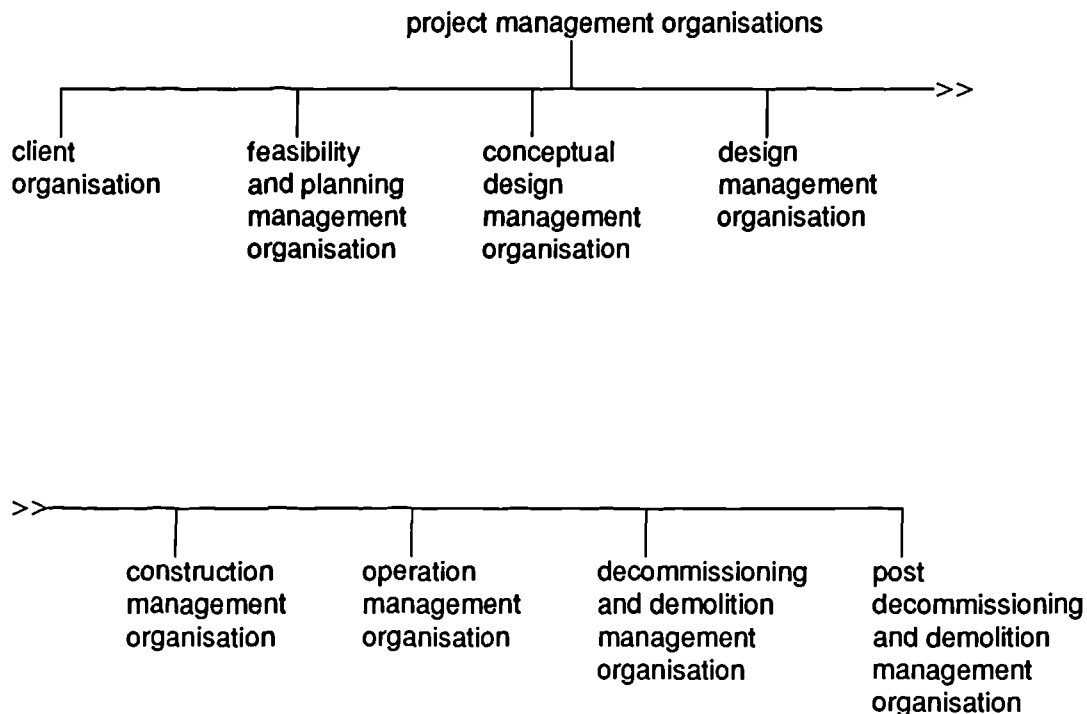 project management organisations
>>
client
organisation
feasibility
and planning
management
organisation
conceptual
design
management
organisation
design
management
organisation
>>
construction
management
organisation
operation
management
organisation
decommissioning
and demolition
management
organisation
post
decommissioning
and demolition
management
organisation